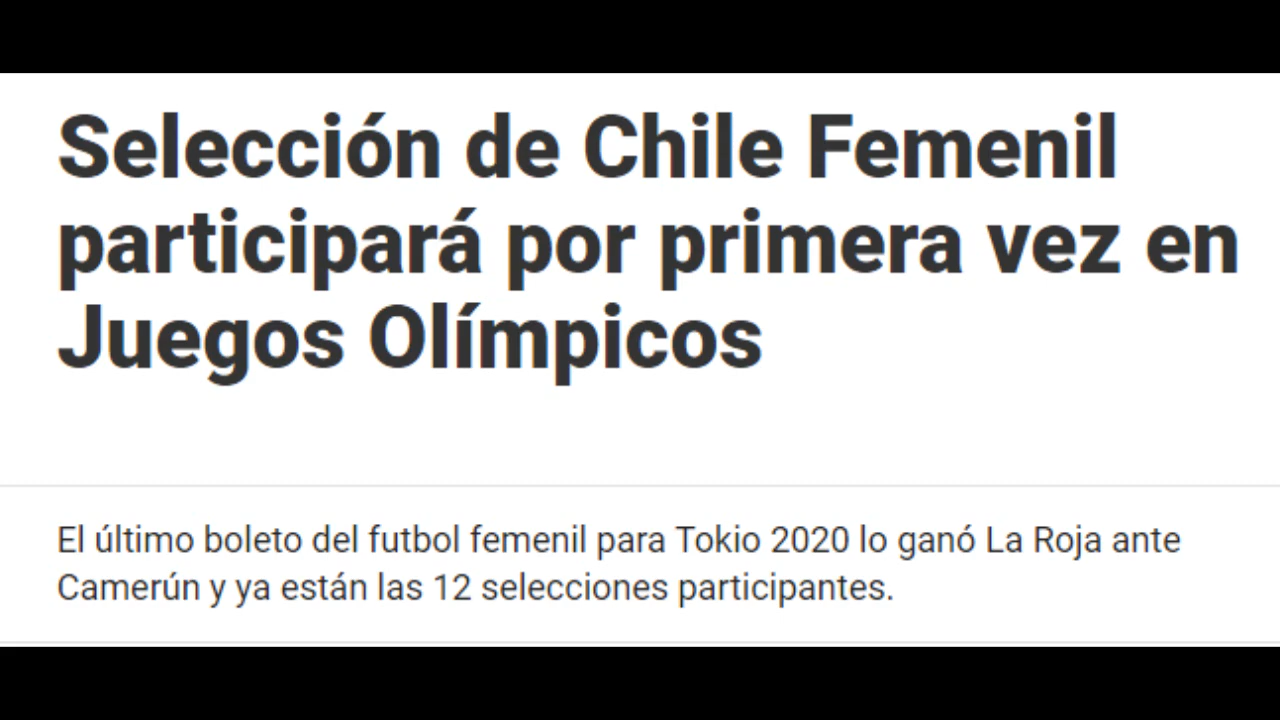 Selección de Chile Femenil
participará por primera vez en
Juegos Olímpicos
El último boleto del futbol femenil para Tokio 2020 lo ganó La Roja ante
Camerún y ya están las 12 selecciones participantes.